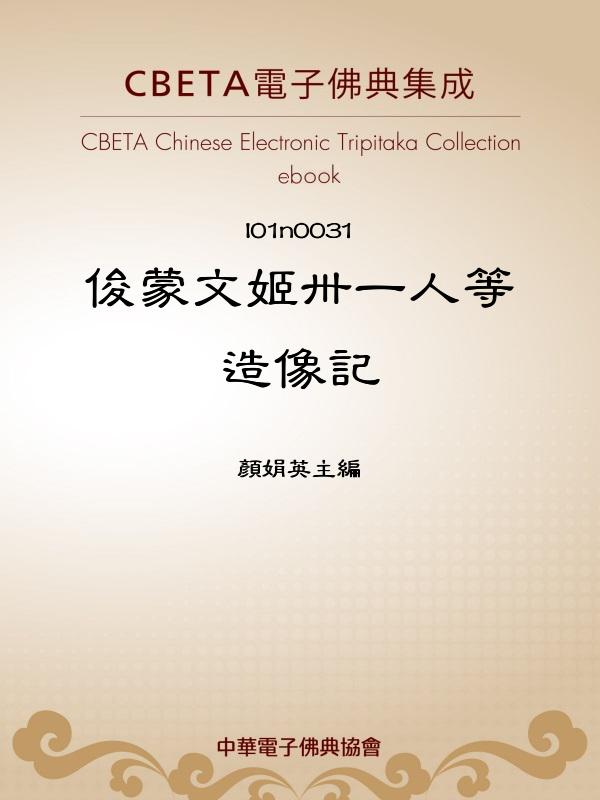 CBETA電子佛典集成
CBETA Chinese Electronic Tripitaka Collection
ebook
I01n0031
俊蒙文姬卅一人等
造像記
顏娟英主編
中華電子佛典協會